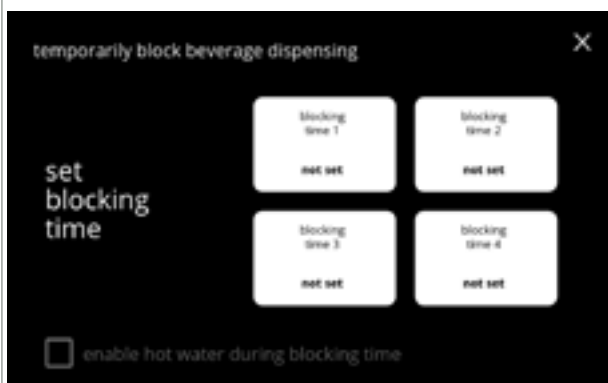 temporarily block beverage dispensing
set
blocking
time
blocking
time 1
not set
blocking
time 2
not set
blocking
time 3
not set
blocking
time 4
not set
enable hot water during blocking time